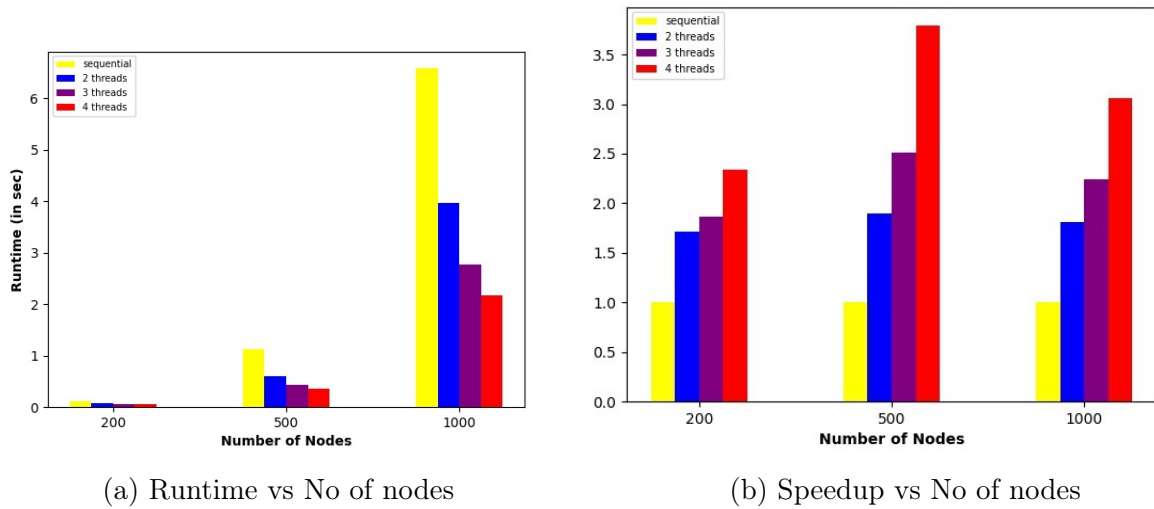 sequential
2 threads
3 threads
4 threads
6
5
4
3
2
1
0
Runtime (in sec)
200 500 1000
Number of Nodes
(a) Runtime vs No of nodes
sequential
2 threads
3 threads
4 threads
3.5
3.0
2.5
2.0
1.5
1.0
0.5
0.0
200 500 1000
Number of Nodes
(b) Speedup vs No of nodes